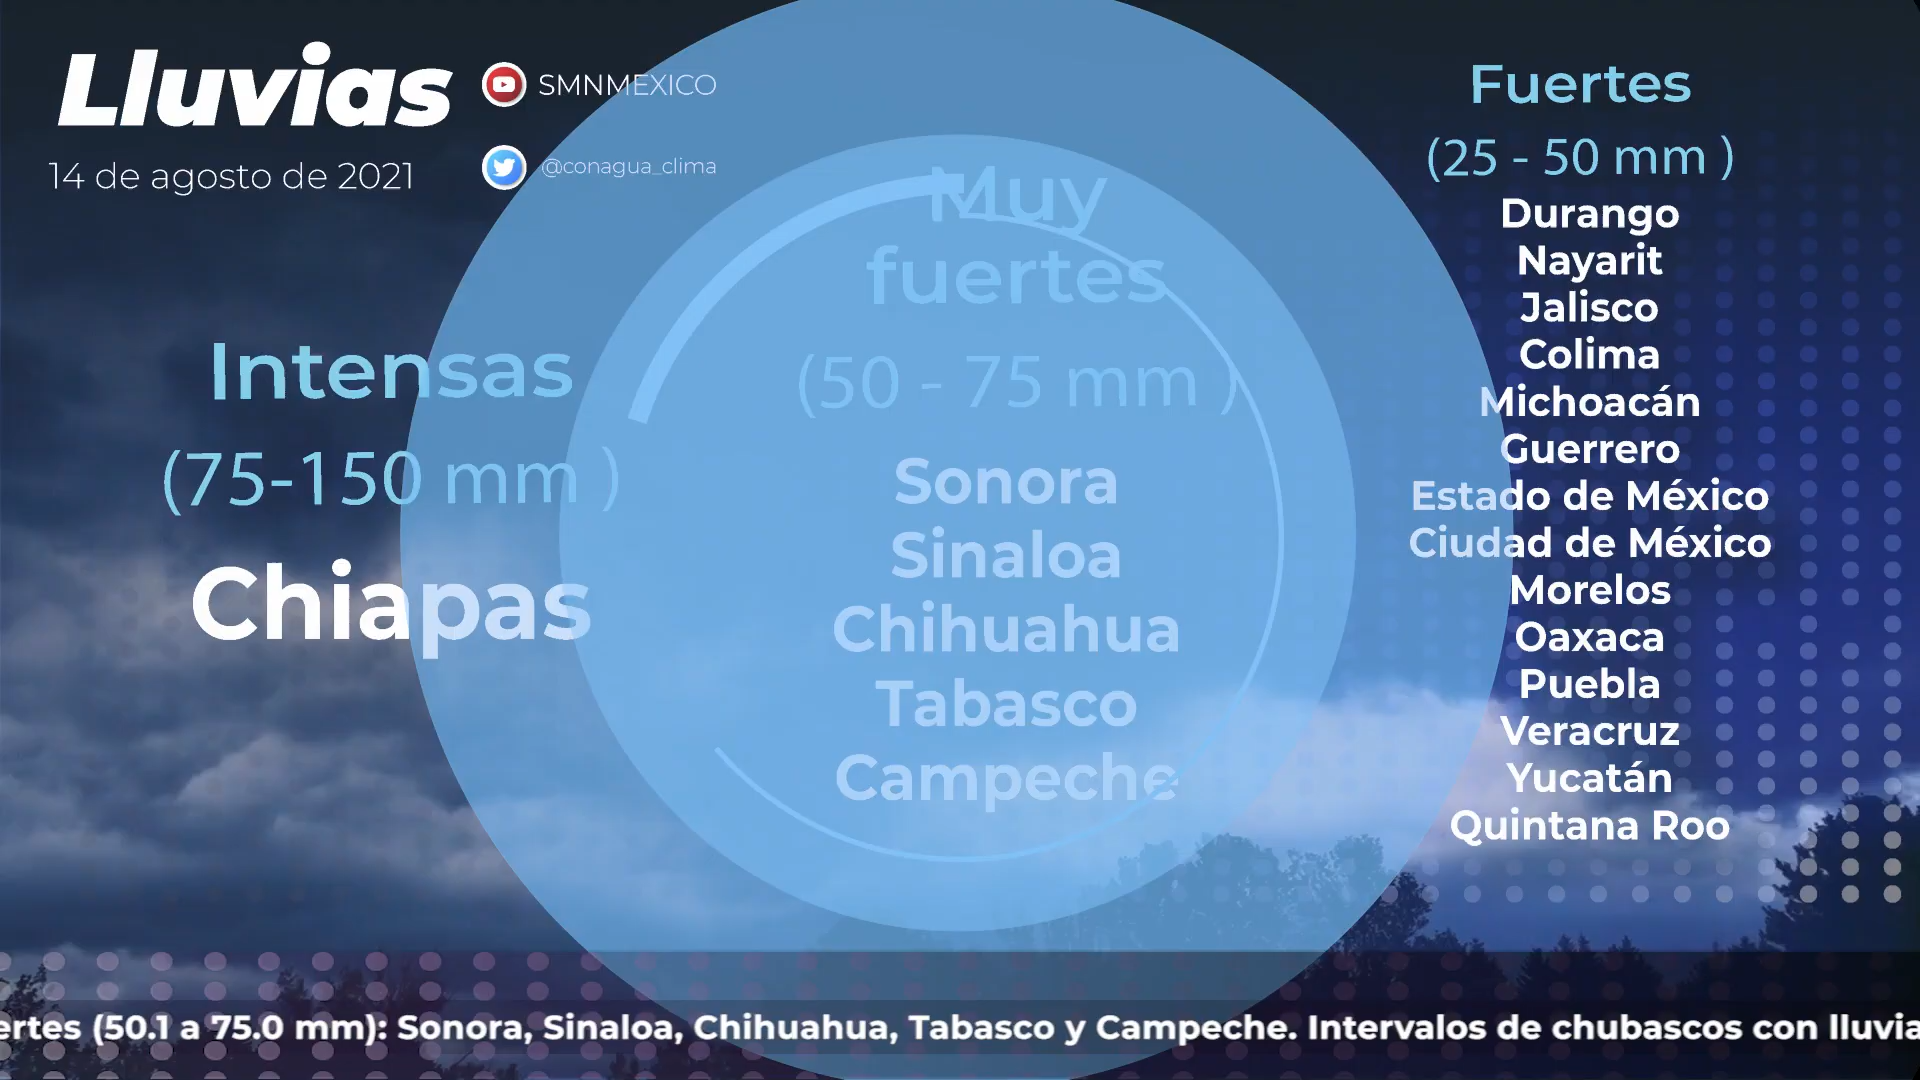 Lluvias
14 de agosto de 2021
SMNMEXICO
@conagua_clima
Intensas
(75-150 mm )
Chiapas
Muy
fuertes
(50 - 75 mm )
Sonora
Sinaloa
Chihuahua
Tabasco
Campeche
Fuertes
(25 - 50 mm )
Durango
Nayarit
Jalisco
Colima
Michoacán
Guerrero
Estado de México
Ciudad de México
Morelos
Oaxaca
Puebla
Veracruz
Yucatán
Quintana Roo
ertes (50.1 a 75.0 mm): Sonora, Sinaloa, Chihuahua, Tabasco y Campeche. Intervalos de chubascos con lluvia